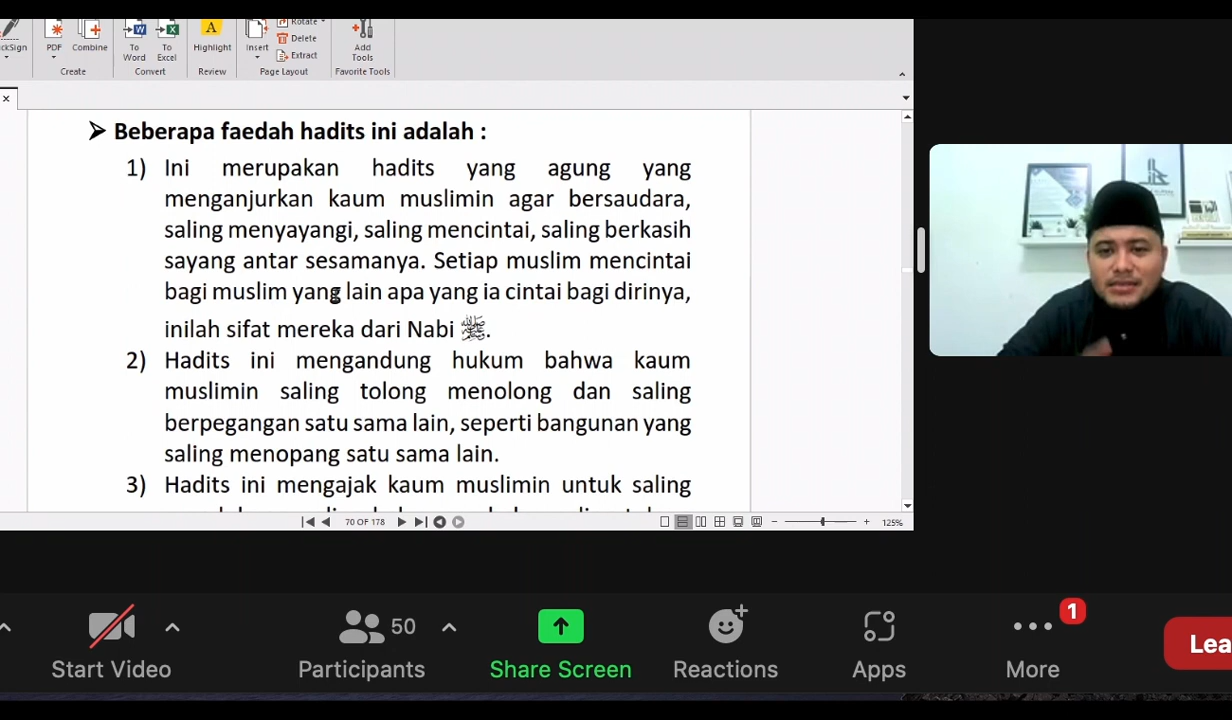 Rotate
ckSign
PDF
Combine
To Word
To Excel
Highlight
Insert
Delete
Extract
Add Tools
Create
Convert
Review
Page Layout
Favorite Tools
➤ Beberapa faedah hadits ini adalah :
1) Ini merupakan hadits yang agung yang
menganjurkan kaum muslimin agar bersaudara,
saling menyayangi, saling mencintai, saling berkasih
sayang antar sesamanya. Setiap muslim mencintai
bagi muslim yang lain apa yang ia cintai bagi dirinya,
inilah sifat mereka dari Nabi ﷺ.
2) Hadits ini mengandung hukum bahwa kaum
muslimin saling tolong menolong dan saling
berpegangan satu sama lain, seperti bangunan yang
saling menopang satu sama lain.
3) Hadits ini mengajak kaum muslimin untuk saling
70 OF 178
125%
50
1
Start Video
Participants
Share Screen
Reactions
Apps
More
Lea